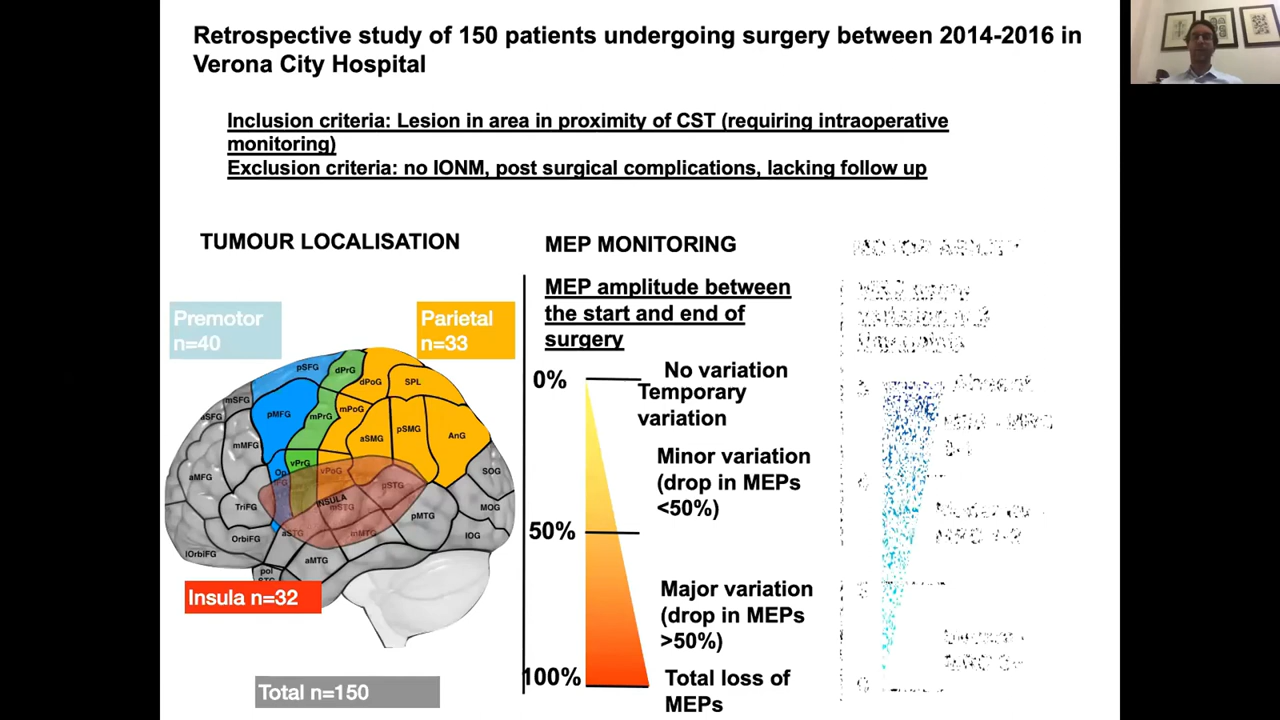 Retrospective study of 150 patients undergoing surgery between 2014-2016 in
Verona City Hospital
Inclusion criteria: Lesion in area in proximity of CST (requiring intraoperative
monitoring)
Exclusion criteria: no IONM, post surgical complications, lacking follow up
TUMOUR LOCALISATION
Premotor
n=40
Parietal
n=33
pSFG
dPrG
dPoG
SPL
mSFG
aSFG
pMFG
mPrG
mPoG
aSMG
pSMG
AnG
mMFG
vPrG
vPoG
Op
aMFG
SOG
pSTG
INSULA
mSTG
TriFG
pMTG
MOG
aSTG
mMTG
OrbiFG
IOG
lOrbiFG
aMTG
pol
STG
Insula n=32
Total n=150
MEP MONITORING
MEP amplitude between
the start and end of
surgery
0%
No variation
Temporary
variation
Minor variation
(drop in MEPs
<50%)
50%
Major variation
(drop in MEPs
>50%)
100%
Total loss of
MEPs